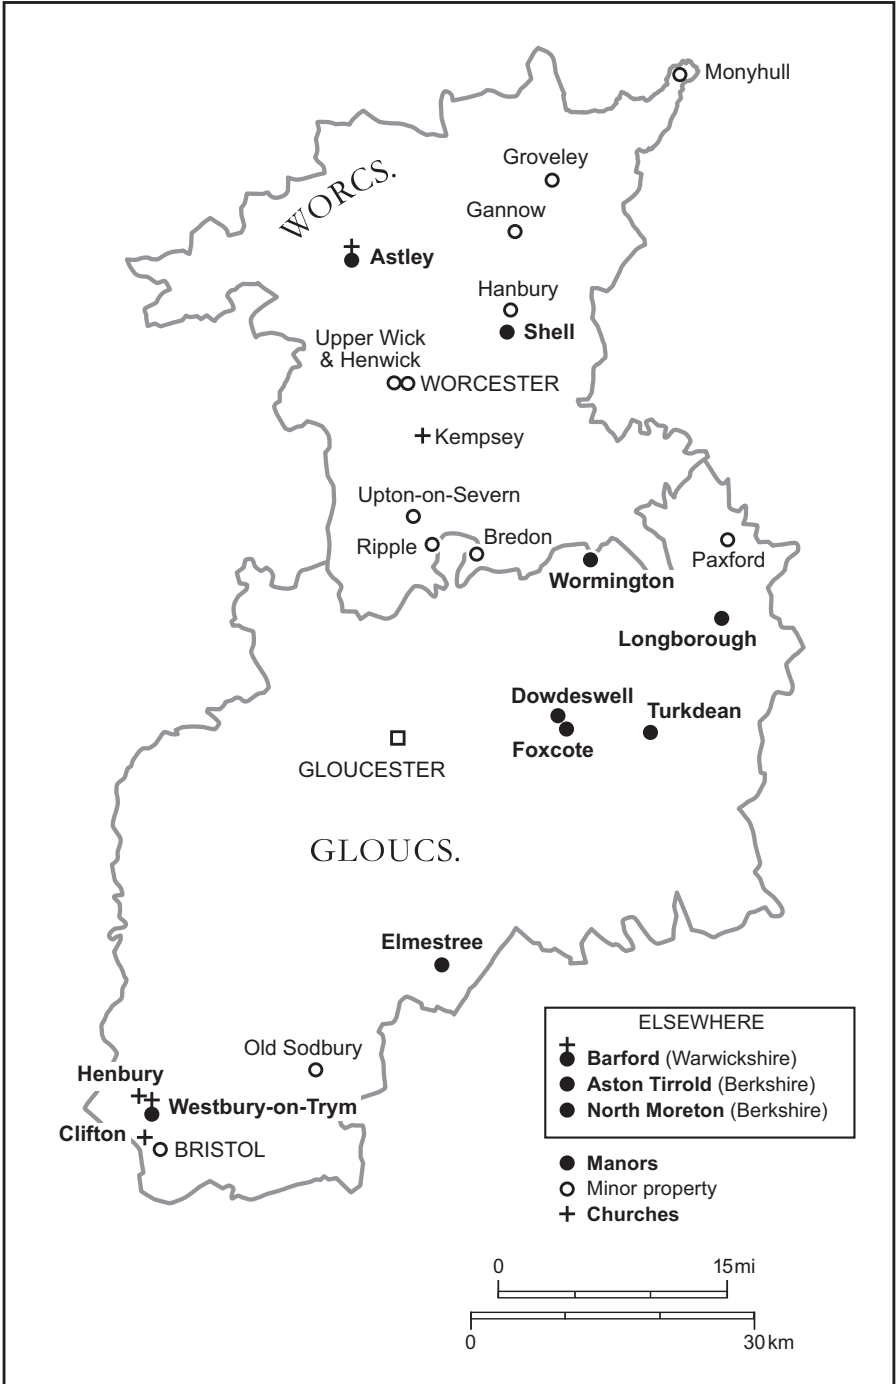 Monyhull
Groveley
WORCS.
Gannow
Astley
Hanbury
Shell
Upper Wick
& Henwick
WORCESTER
Kempsey
Upton-on-Severn
Ripple
Bredon
Paxford
Wormington
Longborough
Dowdeswell
Turkdean
Foxcote
GLOUCESTER
GLOUCS.
Elmestree
ELSEWHERE
Barford (Warwickshire)
Aston Tirrold (Berkshire)
North Moreton (Berkshire)
Old Sodbury
Henbury
Westbury-on-Trym
Clifton
BRISTOL
Manors
Minor property
Churches
0 15mi
0 30km